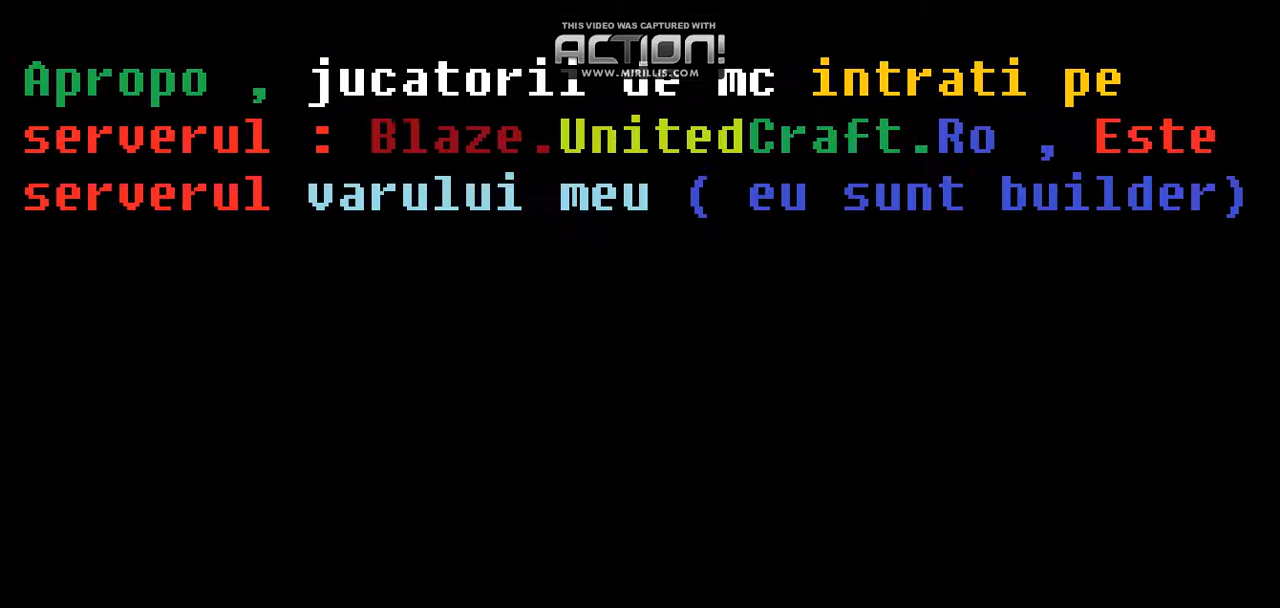 THIS VIDEO WAS CAPTURED WITH
ACTION!
WWW.MIRILLIS.COM
Apropo , jucatorii de mc intrati pe
serverul : Blaze.UnitedCraft.Ro , Este
serverul varului meu ( eu sunt builder)